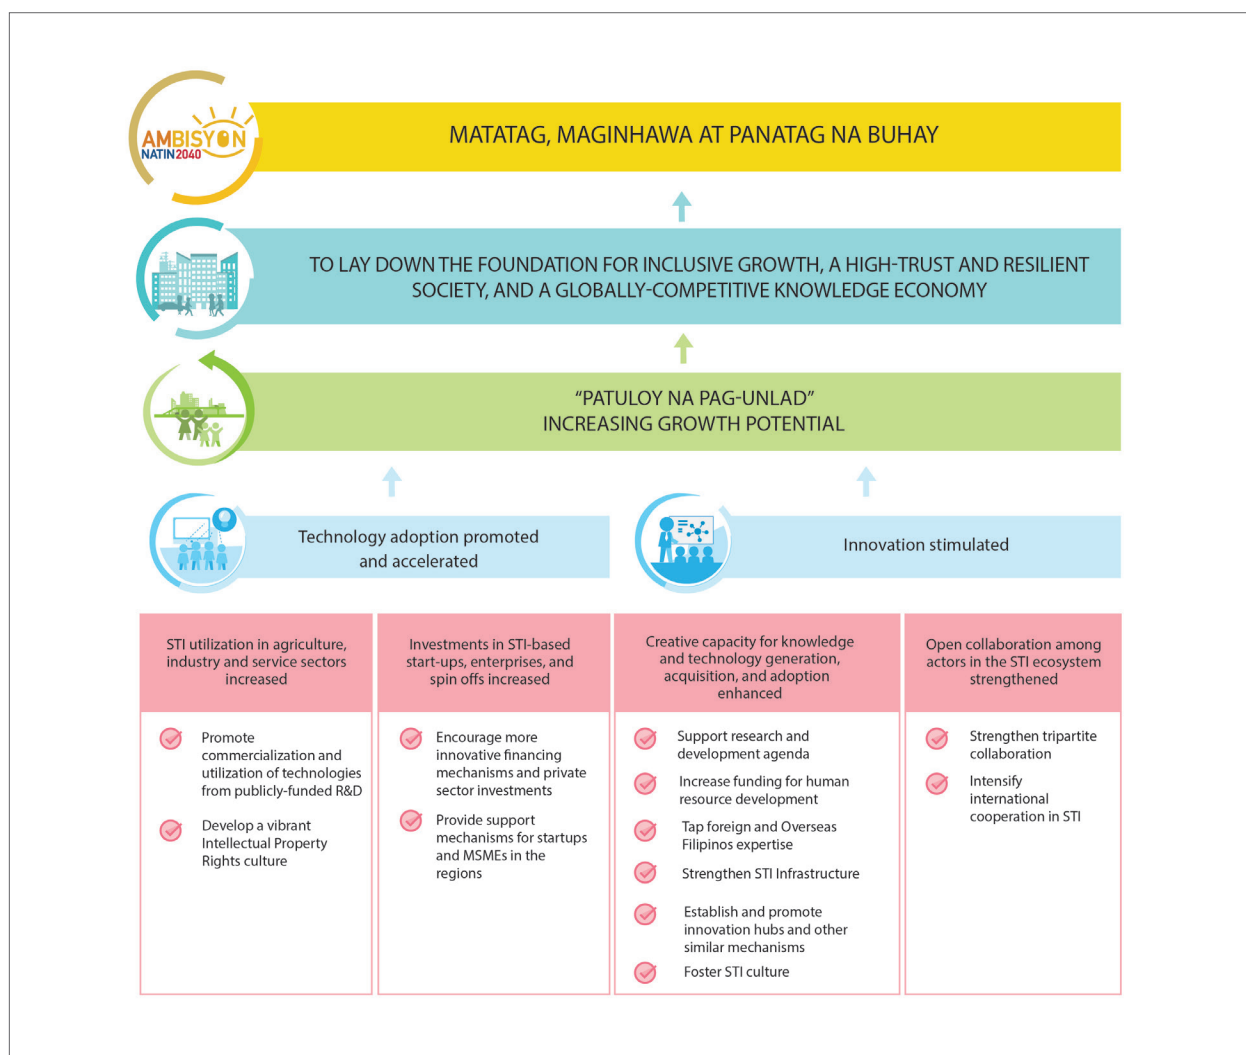 AMBISYON
NATIN 2040
MATATAG, MAGINHAWA AT PANATAG NA BUHAY
TO LAY DOWN THE FOUNDATION FOR INCLUSIVE GROWTH, A HIGH-TRUST AND RESILIENT
SOCIETY, AND A GLOBALLY-COMPETITIVE KNOWLEDGE ECONOMY
“PATULOY NA PAG-UNLAD”
INCREASING GROWTH POTENTIAL
Technology adoption promoted
and accelerated
Innovation stimulated
STI utilization in agriculture,
industry and service sectors
increased
Promote
commercialization and
utilization of technologies
from publicly-funded R&D
Develop a vibrant
Intellectual Property
Rights culture
Investments in STI-based
start-ups, enterprises, and
spin offs increased
Encourage more
innovative financing
mechanisms and private
sector investments
Provide support
mechanisms for startups
and MSMEs in the
regions
Creative capacity for knowledge
and technology generation,
acquisition, and adoption
enhanced
Support research and
development agenda
Increase funding for human
resource development
Tap foreign and Overseas
Filipinos expertise
Strengthen STI Infrastructure
Establish and promote
innovation hubs and other
similar mechanisms
Foster STI culture
Open collaboration among
actors in the STI ecosystem
strengthened
Strengthen tripartite
collaboration
Intensify
international
cooperation in STI